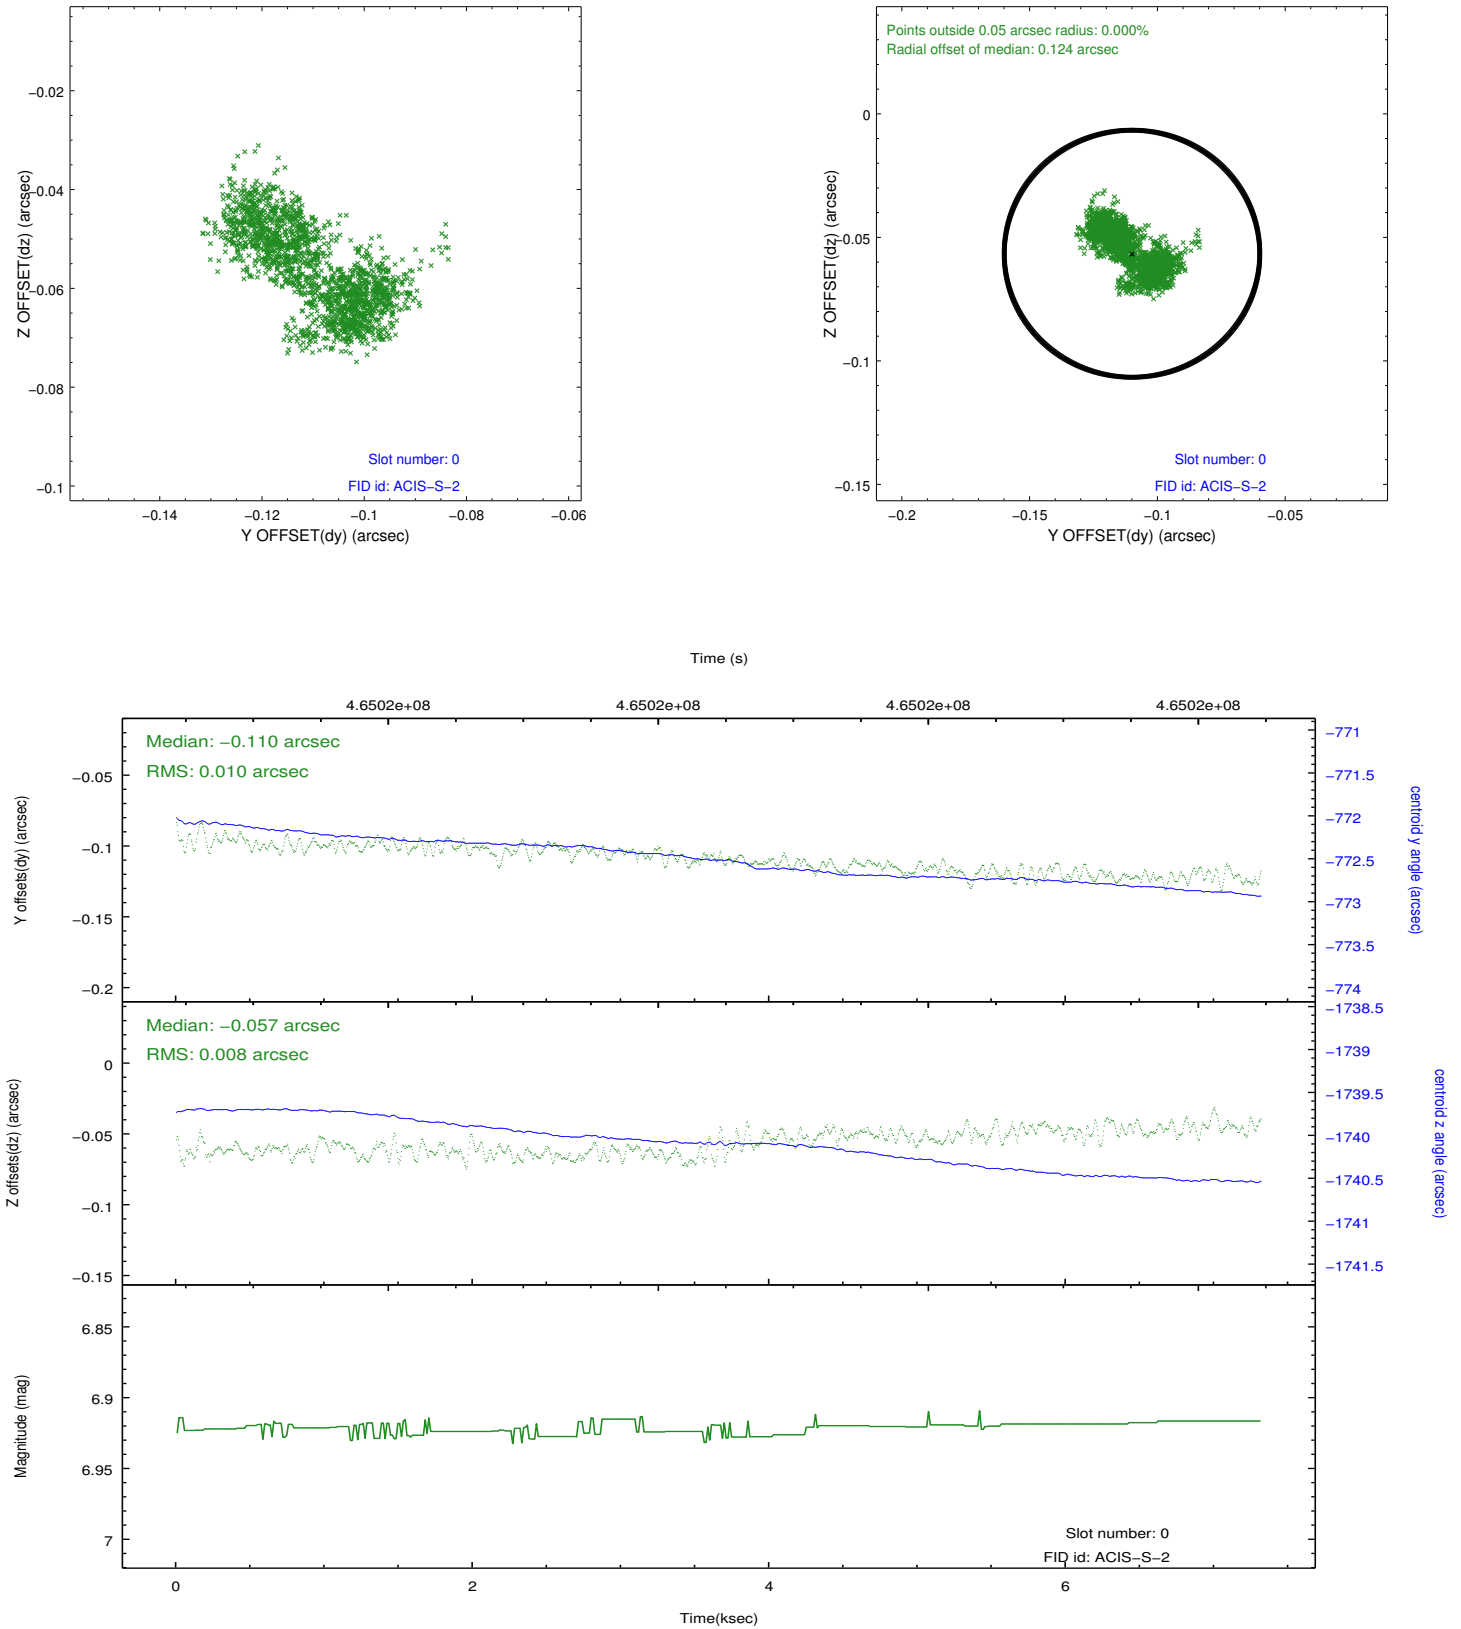 −0.02
−0.04
−0.06
−0.08
−0.1
Z OFFSET(dz) (arcsec)
Slot number: 0
FID id: ACIS−S−2
−0.14
−0.12
−0.1
−0.08
−0.06
Y OFFSET(dy) (arcsec)
Points outside 0.05 arcsec radius: 0.000%
Radial offset of median: 0.124 arcsec
0
−0.05
−0.1
−0.15
Z OFFSET(dz) (arcsec)
Slot number: 0
FID id: ACIS−S−2
−0.2
−0.15
−0.1
−0.05
Y OFFSET(dy) (arcsec)
Time (s)
4.6502e+08
4.6502e+08
4.6502e+08
4.6502e+08
Median: −0.110 arcsec
RMS: 0.010 arcsec
−0.05
−0.1
−0.15
−0.2
Y offsets(dy) (arcsec)
−771
−771.5
−772
−772.5
−773
−773.5
−774
centroid y angle (arcsec)
Median: −0.057 arcsec
RMS: 0.008 arcsec
0
−0.05
−0.1
−0.15
Z offsets(dz) (arcsec)
−1738.5
−1739
−1739.5
−1740
−1740.5
−1741
−1741.5
centroid z angle (arcsec)
6.85
6.9
6.95
7
Magnitude (mag)
Slot number: 0
FID id: ACIS−S−2
0
2
4
6
Time(ksec)